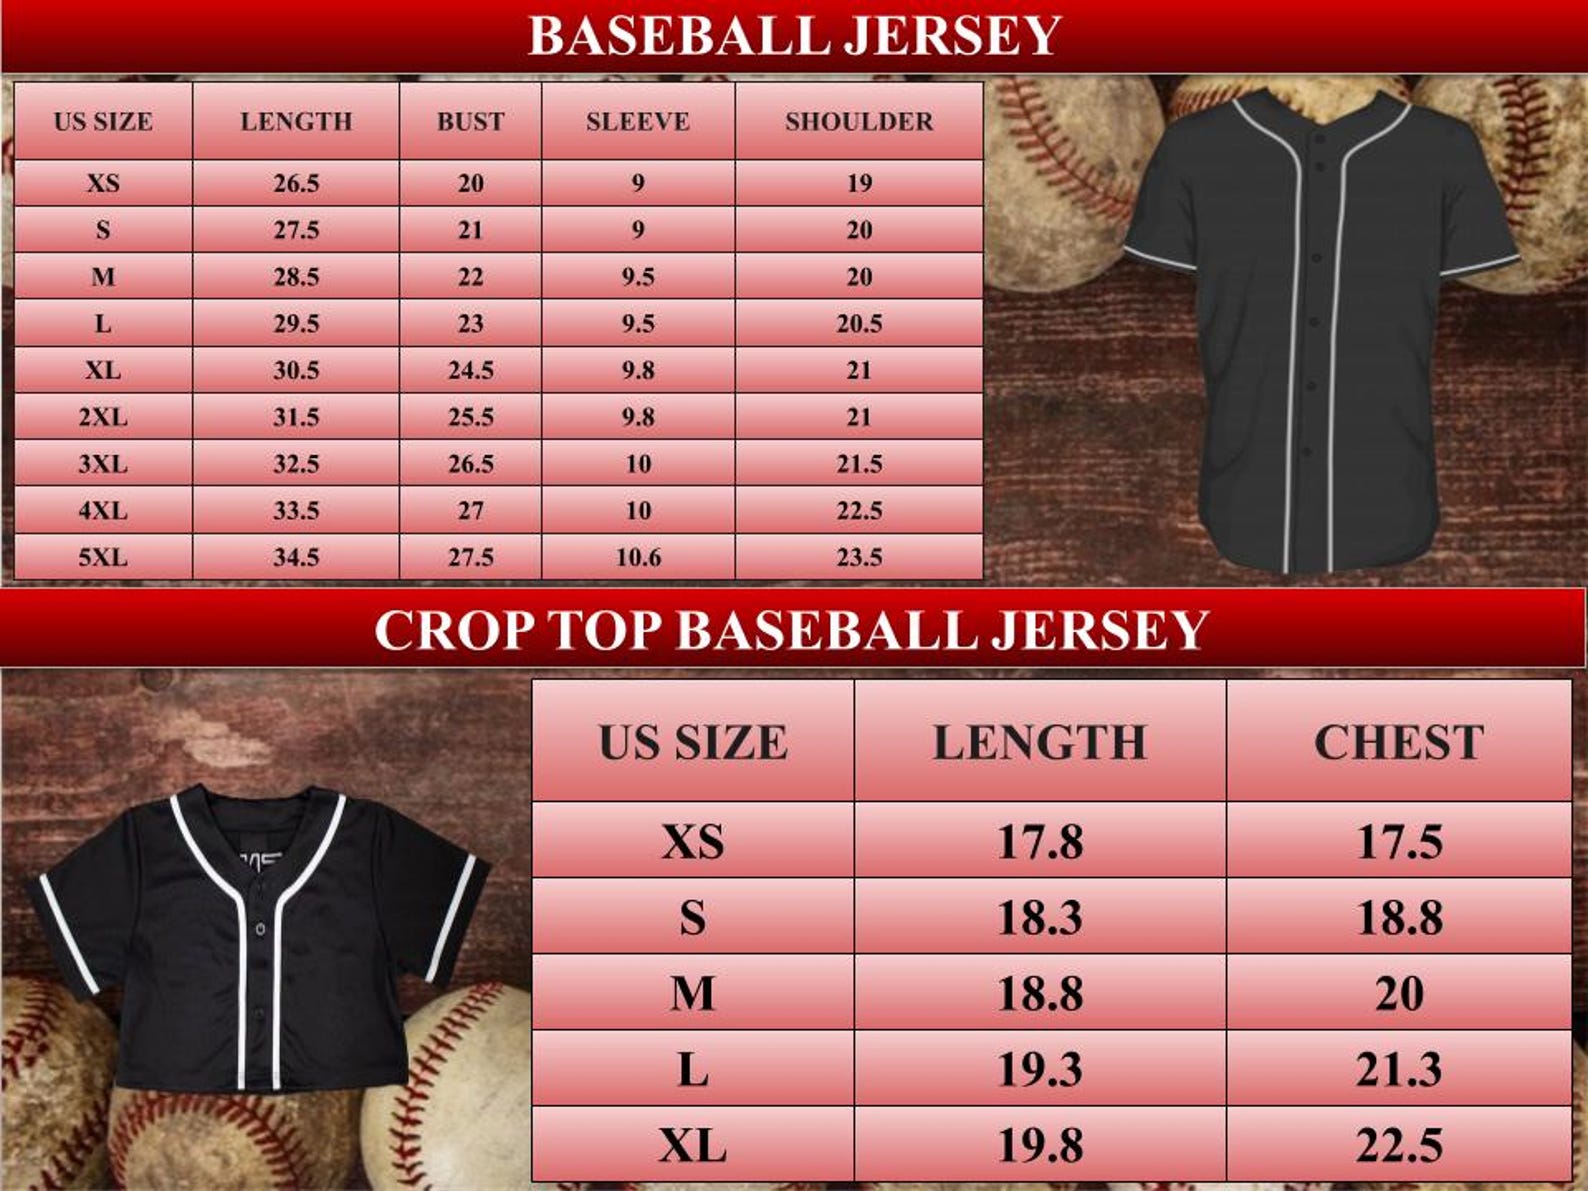 BASEBALL JERSEY
US SIZE LENGTH BUST SLEEVE SHOULDER
XS 26.5 20 9 19
S 27.5 21 9 20
M 28.5 22 9.5 20
L 29.5 23 9.5 20.5
XL 30.5 24.5 9.8 21
2XL 31.5 25.5 9.8 21
3XL 32.5 26.5 10 21.5
4XL 33.5 27 10 22.5
5XL 34.5 27.5 10.6 23.5
CROP TOP BASEBALL JERSEY
US SIZE LENGTH CHEST
XS 17.8 17.5
S 18.3 18.8
M 18.8 20
L 19.3 21.3
XL 19.8 22.5